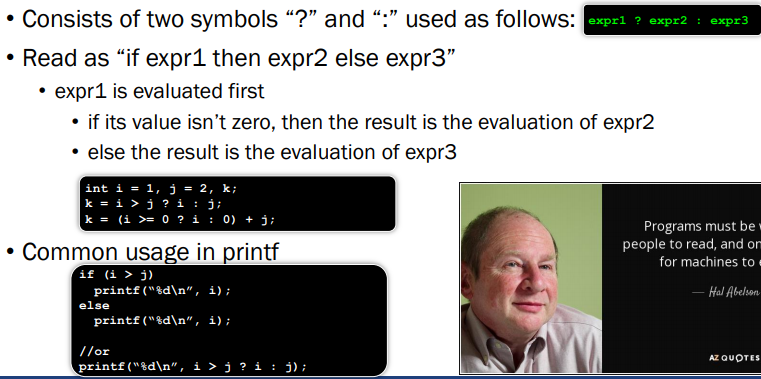 • Consists of two symbols “?” and “:” used as follows: expr1 ? expr2 : expr3
• Read as “if expr1 then expr2 else expr3”
• expr1 is evaluated first
• if its value isn’t zero, then the result is the evaluation of expr2
• else the result is the evaluation of expr3
int i = 1, j = 2, k;
k = i > j ? i : j;
k = (i >= 0 ? i : 0) + j;
• Common usage in printf
if (i > j)
printf(“%d\n”, i);
else
printf(“%d\n”, i);
//or
printf(“%d\n”, i > j ? i : j);
Programs must be
people to read, and on
for machines to
— Hal Abelson
AZ QUOTES